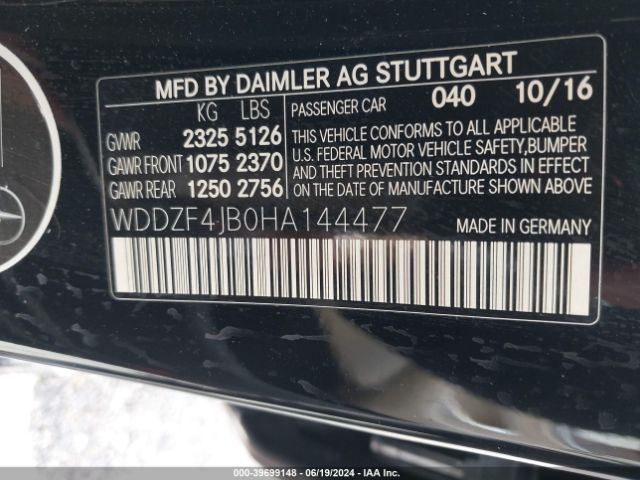 MFD BY DAIMLER AG STUTTGART
KG LBS PASSENGER CAR 040 10/16
GVWR 2325 5126
GAWR FRONT 1075 2370
GAWR REAR 1250 2756
THIS VEHICLE CONFORMS TO ALL APPLICABLE
U.S. FEDERAL MOTOR VEHICLE SAFETY,BUMPER
AND THEFT PREVENTION STANDARDS IN EFFECT
ON THE DATE OF MANUFACTURE SHOWN ABOVE
WDDZF4JB0HA144477 MADE IN GERMANY
000-39699148 - 06/19/2024 - IAA Inc.